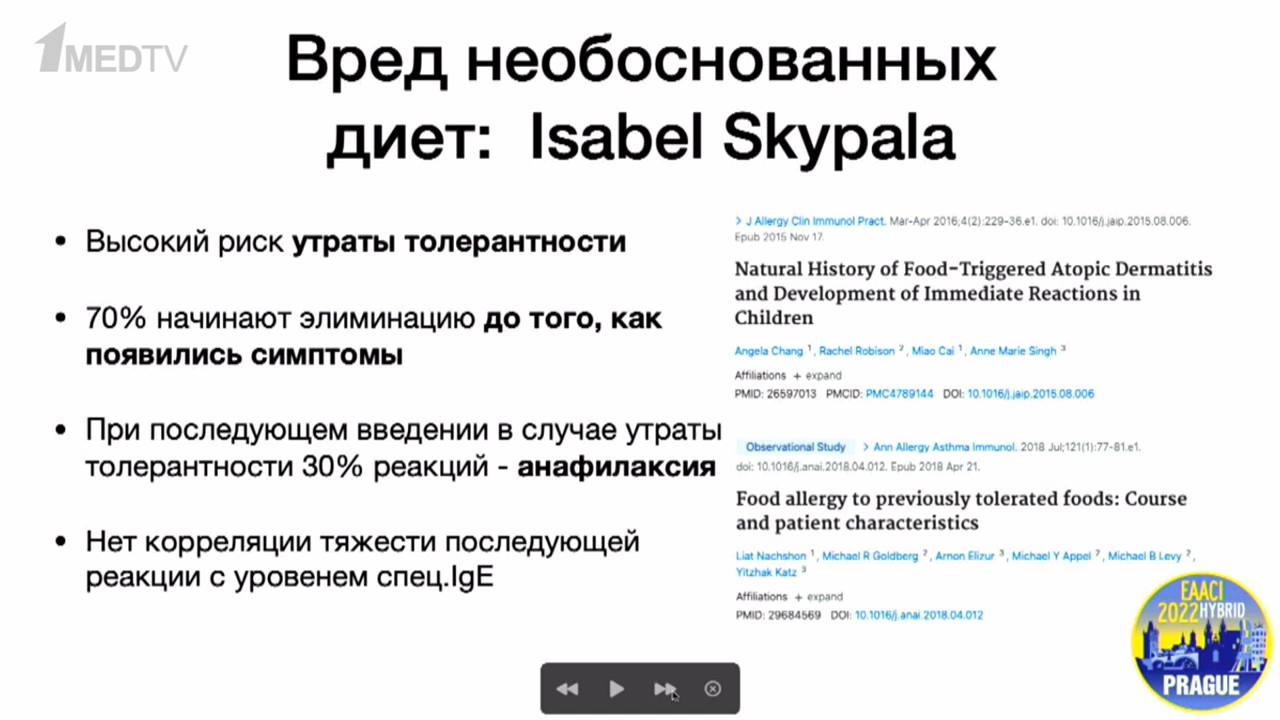 1MEDTV
Вред необоснованных
диет: Isabel Skypala
• Высокий риск утраты толерантности
• 70% начинают элиминацию до того, как
появились симптомы
• При последующем введении в случае утраты
толерантности 30% реакций - анафилаксия
• Нет корреляции тяжести последующей
реакции с уровенем спец.IgE
> J Allergy Clin Immunol Pract. Mar-Apr 2016;4(2):229-36.e1. doi: 10.1016/j.jaip.2015.08.006.
Epub 2015 Nov 17.
Natural History of Food-Triggered Atopic Dermatitis
and Development of Immediate Reactions in
Children
Angela Chang 1, Rachel Robison 2, Miao Cai 1, Anne Marie Singh 3
Affiliations + expand
PMID: 26597013 PMCID: PMC4789144 DOI: 10.1016/j.jaip.2015.08.006
Observational Study > Ann Allergy Asthma Immunol. 2018 Jul;121(1):77-81.e1.
doi: 10.1016/j.anai.2018.04.012. Epub 2018 Apr 21.
Food allergy to previously tolerated foods: Course
and patient characteristics
Liat Nachshon 1, Michael R Goldberg 2, Arnon Elizur 3, Michael Y Appel 2, Michael B Levy 2,
Yitzhak Katz 3
Affiliations + expand
PMID: 29684569 DOI: 10.1016/j.anai.2018.04.012
EAACI
2022 HYBRID
PRAGUE